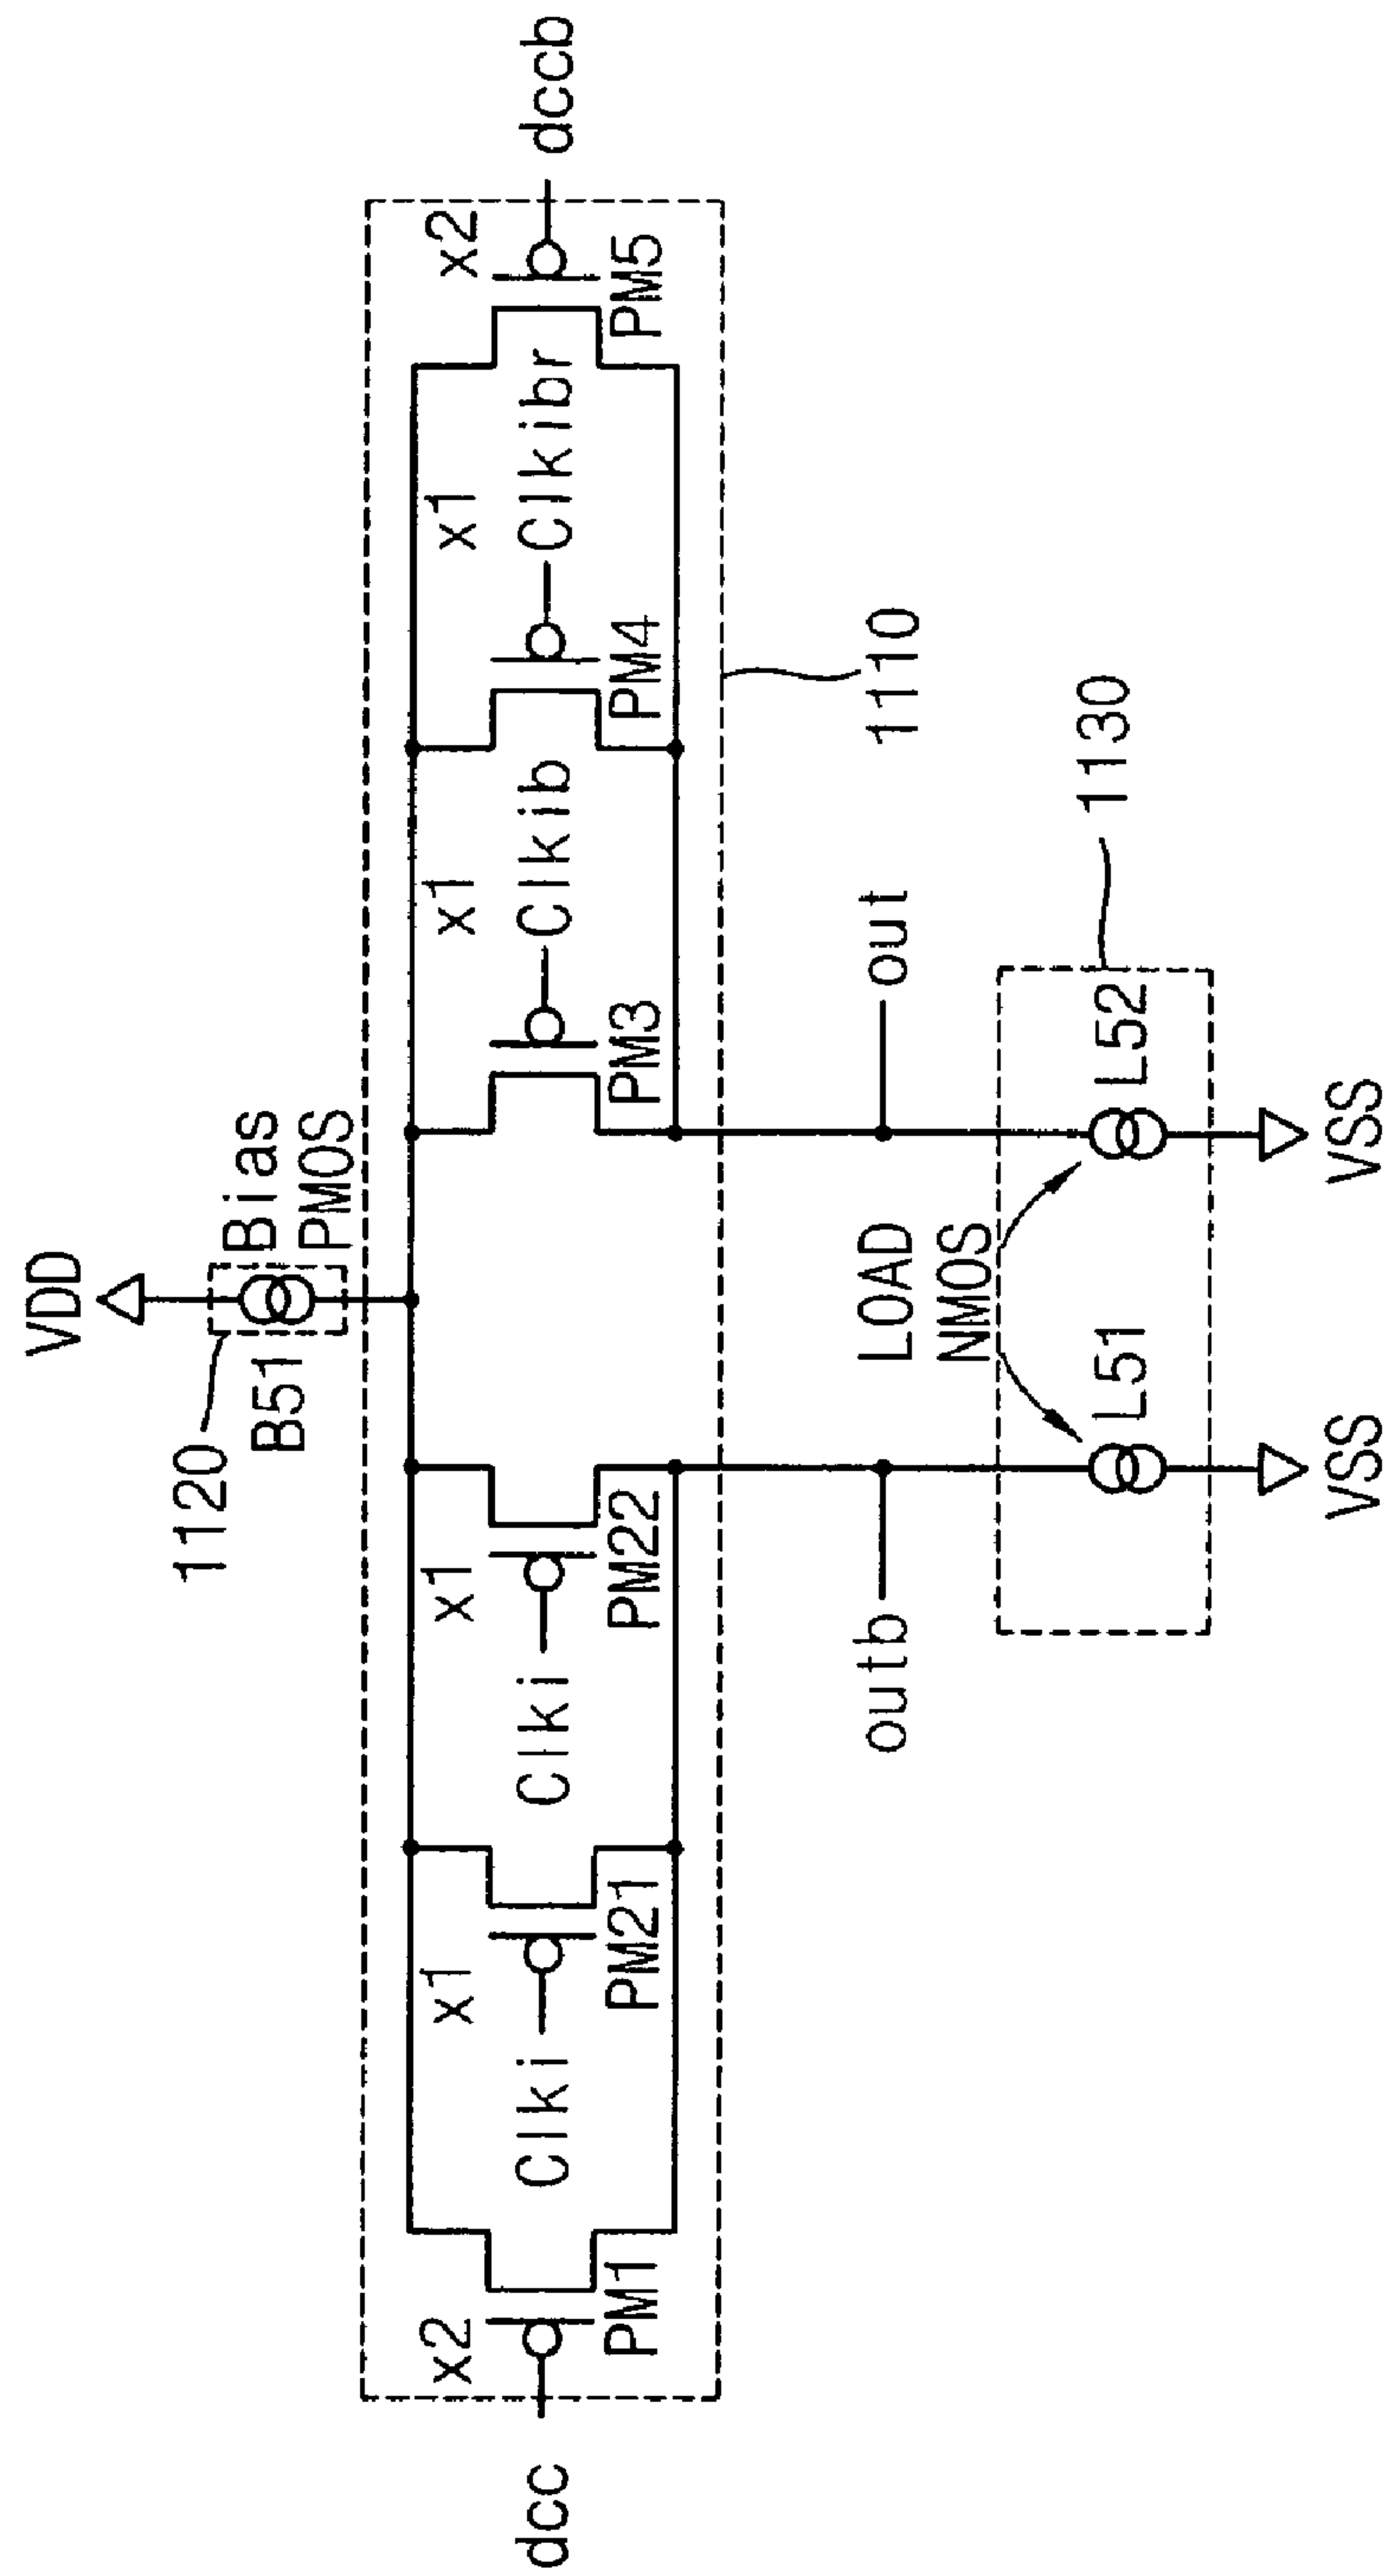 VDD
1120
B51
Bias
PMOS
x2
x1
x1
x1
x1
x2
dcc
Clki
Clki
Clkib
Clkibr
dccb
PM1
PM21
PM22
PM3
PM4
PM5
1110
outb
LOAD
NMOS
out
L51
L52
1130
VSS
VSS